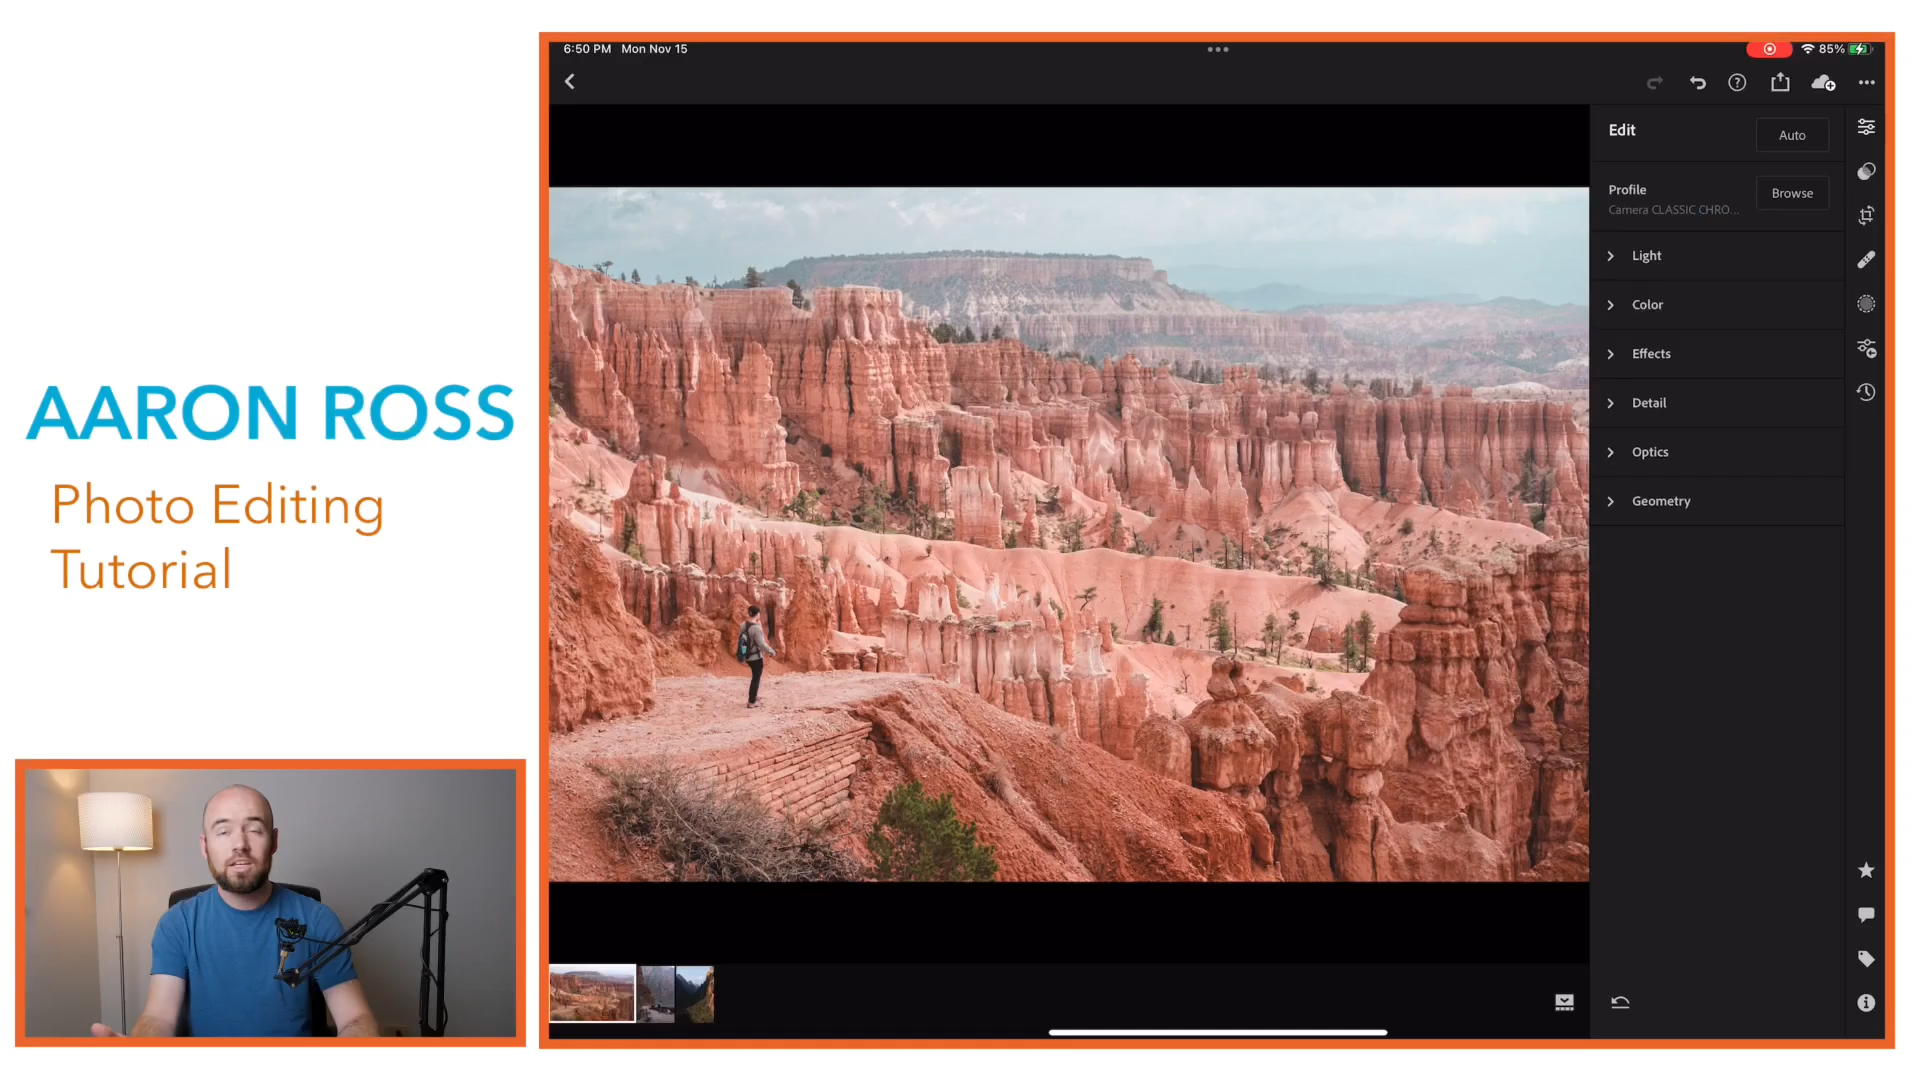 6:50 PM Mon Nov 15
85%
Edit
Auto
Profile
Camera CLASSIC CHRO...
Browse
Light
Color
Effects
Detail
Optics
Geometry
AARON ROSS
Photo Editing
Tutorial